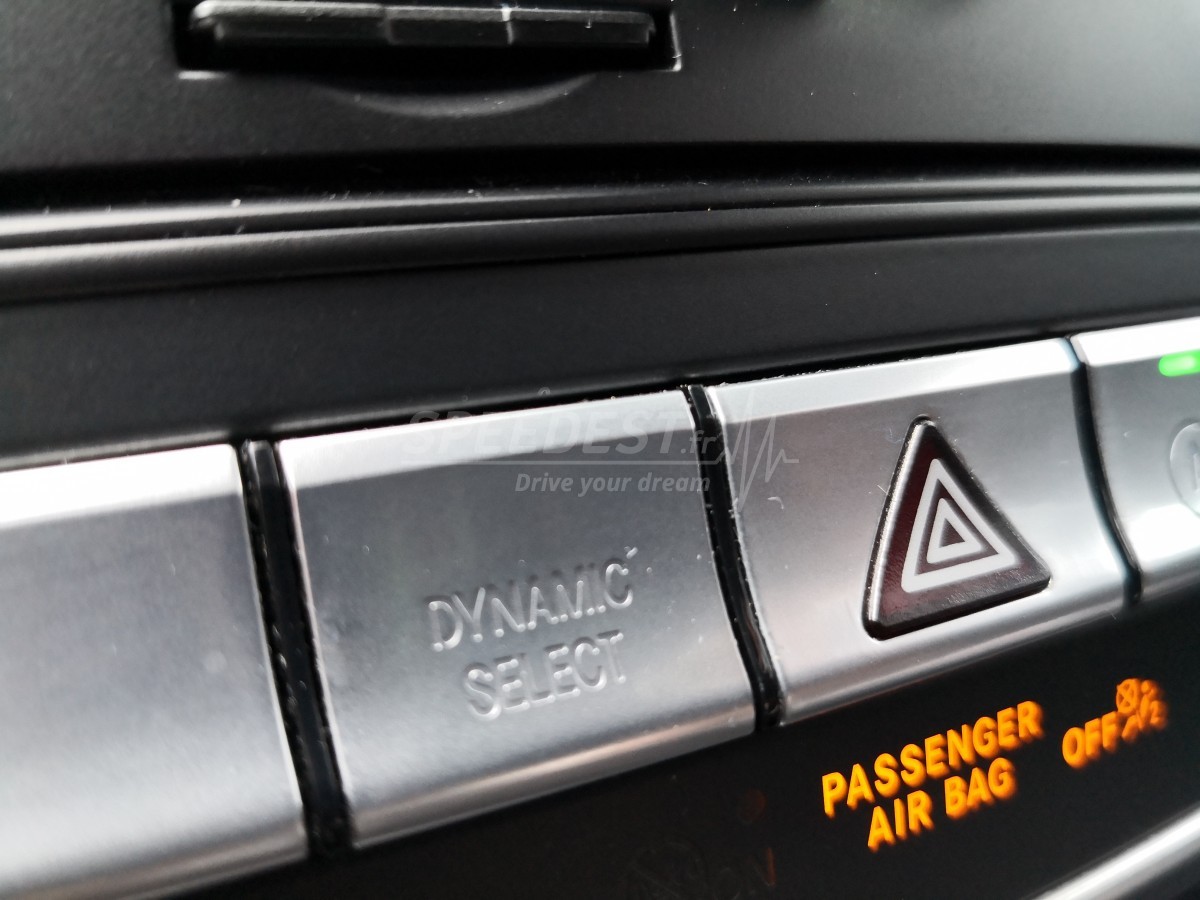 SPEEDEST.fr
Drive your dream
DYNAMIC
SELECT
PASSENGER
AIR BAG
OFF